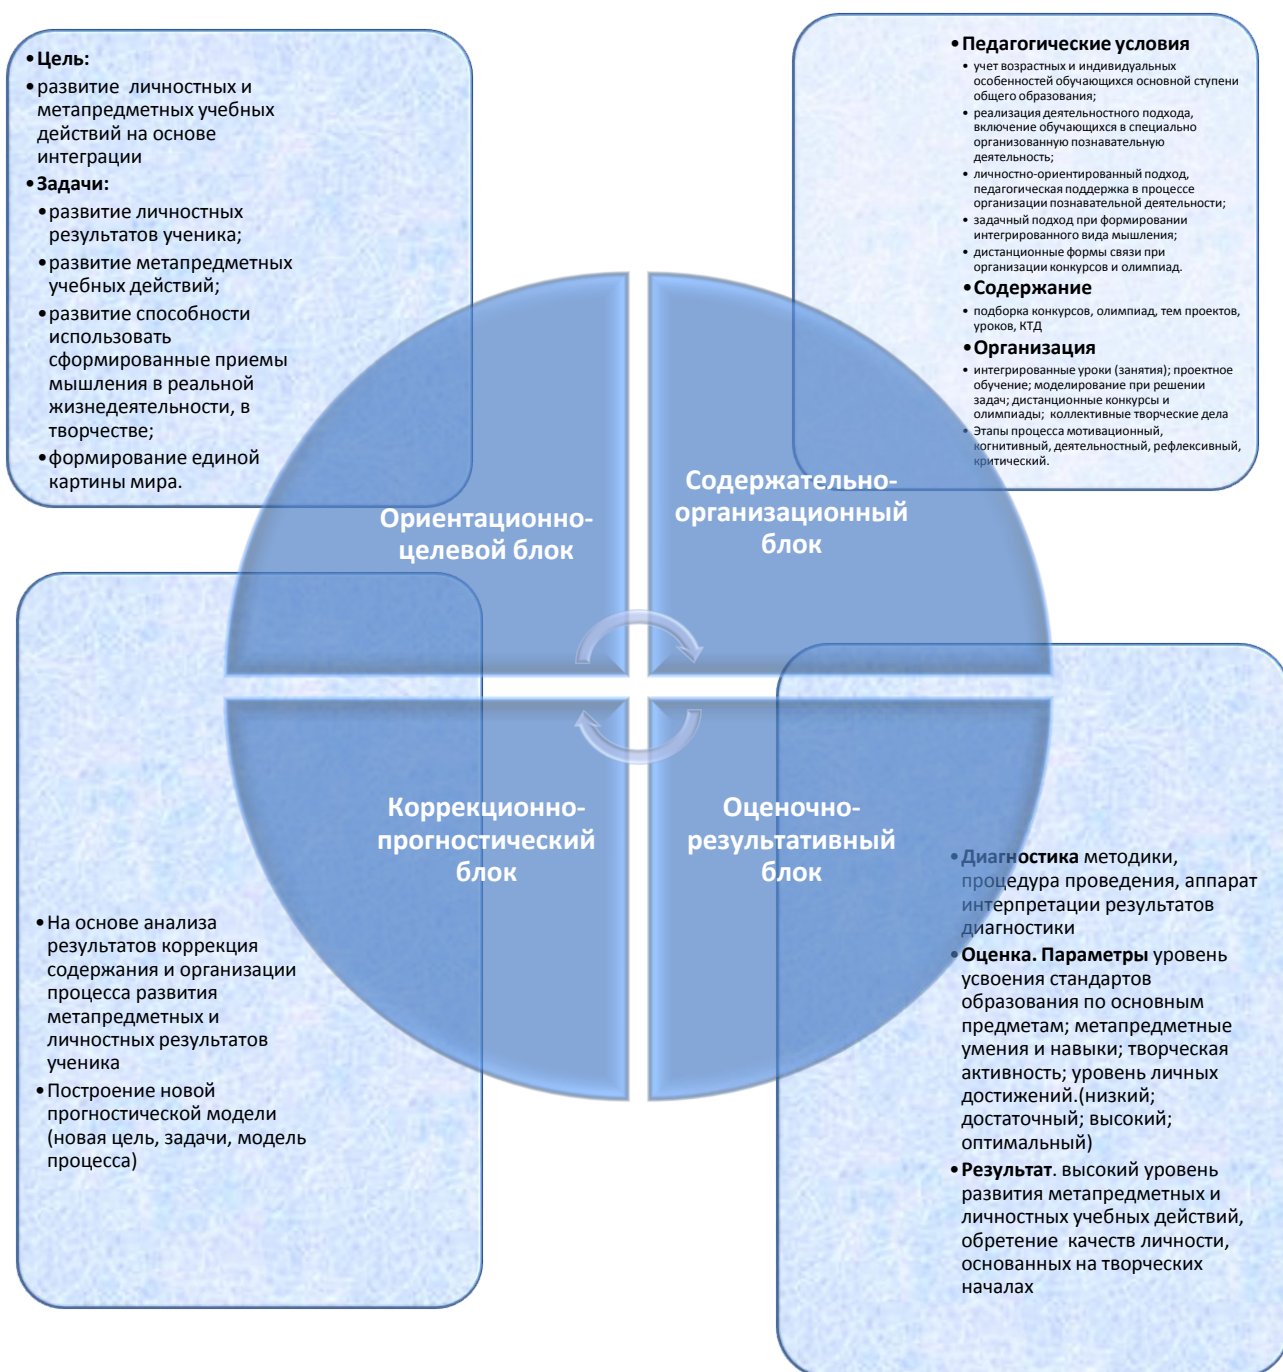 •Цель:
•развитие личностных и
метапредметных учебных
действий на основе
интеграции
•Задачи:
•развитие личностных
результатов ученика;
•развитие метапредметных
учебных действий;
•развитие способности
использовать
сформированные приемы
мышления в реальной
жизнедеятельности, в
творчестве;
•формирование единой
картины мира.
•Педагогические условия
• учет возрастных и индивидуальных
особенностей обучающихся основной ступени
общего образования;
• реализация деятельностного подхода,
включение обучающихся в специально
организованную познавательную
деятельность;
• личностно-ориентированный подход,
педагогическая поддержка в процессе
организации познавательной деятельности;
• задачный подход при формировании
интегрированного вида мышления;
• дистанционные формы связи при
организации конкурсов и олимпиад.
•Содержание
• подборка конкурсов, олимпиад, тем проектов,
уроков, КТД
•Организация
• интегрированные уроки (занятия); проектное
обучение; моделирование при решении
задач; дистанционные конкурсы и
олимпиады; коллективные творческие дела
• Этапы процесса мотивационный,
когнитивный, деятельностный, рефлексивный,
критический.
Ориентационно-
целевой блок
Содержательно-
организационный
блок
Коррекционно-
прогностический
блок
Оценочно-
результативный
блок
•На основе анализа
результатов коррекция
содержания и организации
процесса развития
метапредметных и
личностных результатов
ученика
•Построение новой
прогностической модели
(новая цель, задачи, модель
процесса)
•Диагностика методики,
процедура проведения, аппарат
интерпретации результатов
диагностики
•Оценка. Параметры уровень
усвоения стандартов
образования по основным
предметам; метапредметные
умения и навыки; творческая
активность; уровень личных
достижений.(низкий;
достаточный; высокий;
оптимальный)
•Результат. высокий уровень
развития метапредметных и
личностных учебных действий,
обретение качеств личности,
основанных на творческих
началах